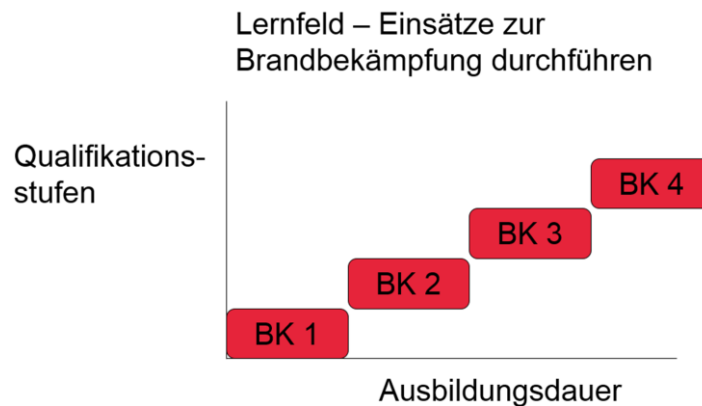 Lernfeld – Einsätze zur
Brandbekämpfung durchführen
Qualifikations-
stufen
BK 4
BK 3
BK 2
BK 1
Ausbildungsdauer